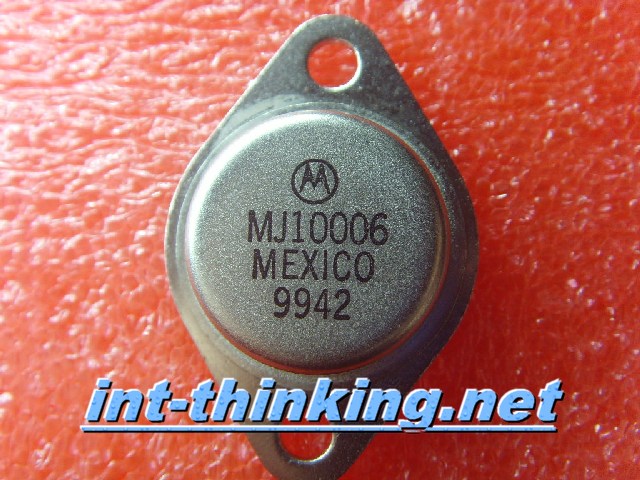 M
MJ10006
MEXICO
9942
int-thinking.net